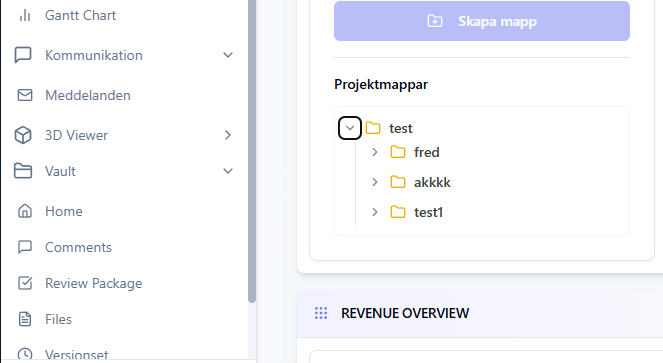 Gantt Chart
Kommunikation
Meddelanden
3D Viewer
Vault
Home
Comments
Review Package
Files
Versionset
Skapa mapp
Projektmappar
test
fred
akkkk
test1
REVENUE OVERVIEW